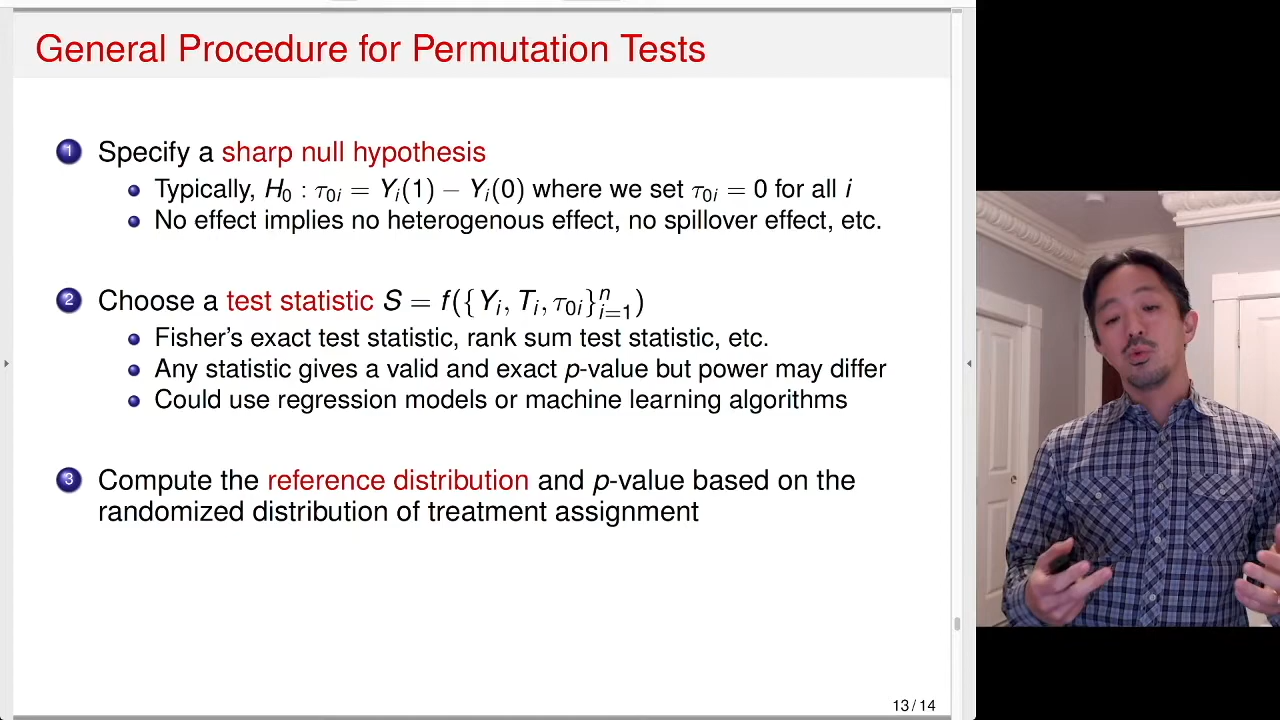 General Procedure for Permutation Tests
1 Specify a sharp null hypothesis
Typically, H₀ : τ₀ᵢ = Yᵢ(1) − Yᵢ(0) where we set τ₀ᵢ = 0 for all i
No effect implies no heterogenous effect, no spillover effect, etc.
2 Choose a test statistic S = f({Yᵢ, Tᵢ, τ₀ᵢ}ⁿᵢ₌₁)
Fisher's exact test statistic, rank sum test statistic, etc.
Any statistic gives a valid and exact p-value but power may differ
Could use regression models or machine learning algorithms
3 Compute the reference distribution and p-value based on the
randomized distribution of treatment assignment
13 / 14